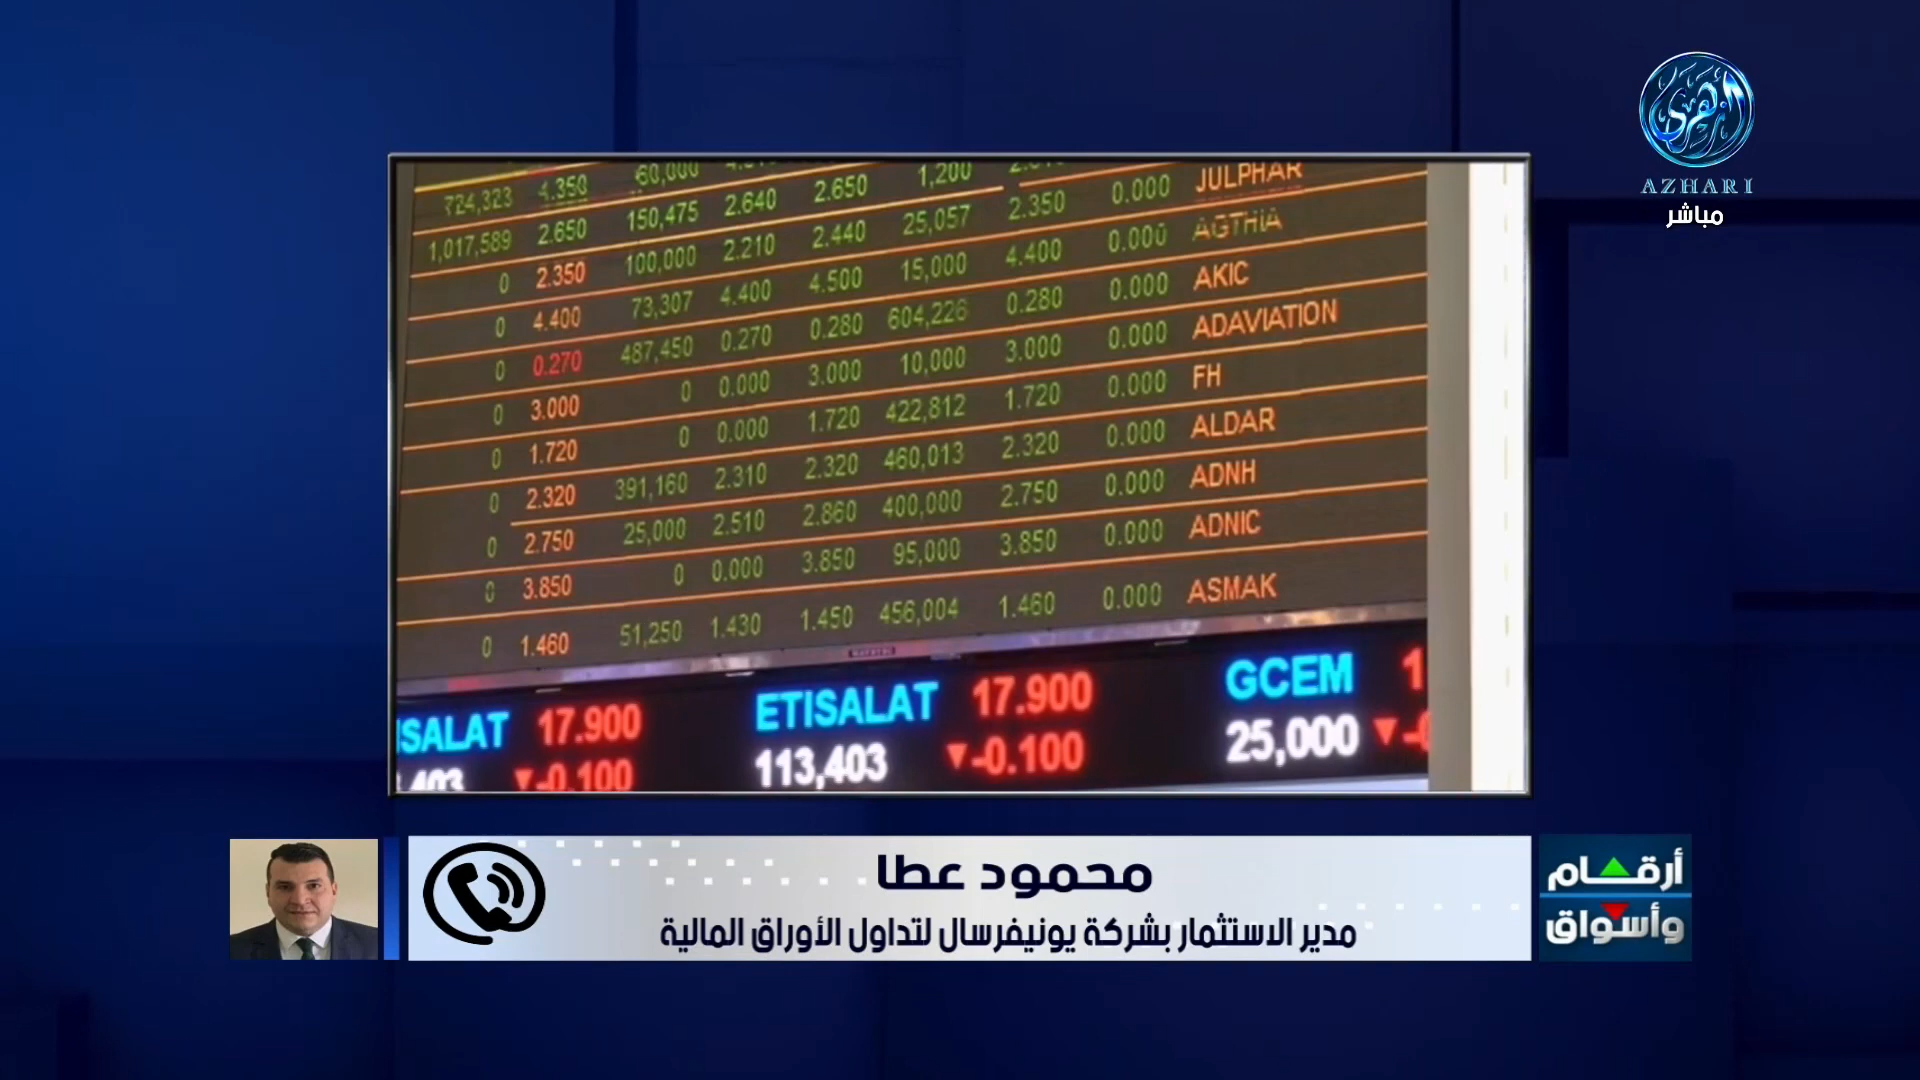 الأزهري
AZHARI
مباشر
724,323 4.350 60,000 1,200 JULPHAR
1,017,589 2.650 150,475 2.640 2.650 25,057 2.350 0.000 AGTHIA
0 2.350 100,000 2.210 2.440 15,000 4.400 0.000 AKIC
0 4.400 73,307 4.400 4.500 604,226 0.280 0.000 ADAVIATION
0 0.270 487,450 0.270 0.280 10,000 3.000 0.000 FH
0 3.000 0 0.000 3.000 422,812 1.720 0.000 ALDAR
0 1.720 0 0.000 1.720 460,013 2.320 0.000 ADNH
0 2.320 391,160 2.310 2.320 400,000 2.750 0.000 ADNIC
0 2.750 25,000 2.510 2.860 95,000 3.850 0.000 ASMAK
0 3.850 0 0.000 3.850 456,004 1.460 0.000
0 1.460 51,250 1.430 1.450
ISALAT 17.900 ETISALAT 17.900 GCEM
▼-0.100 113,403 ▼-0.100 25,000
محمود عطا
مدير الاستثمار بشركة يونيفرسال لتداول الأوراق المالية
أرقام
وأسواق